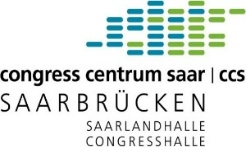 congress centrum saar | ccs
SAARBRÜCKEN
SAARLANDHALLE
CONGRESSHALLE